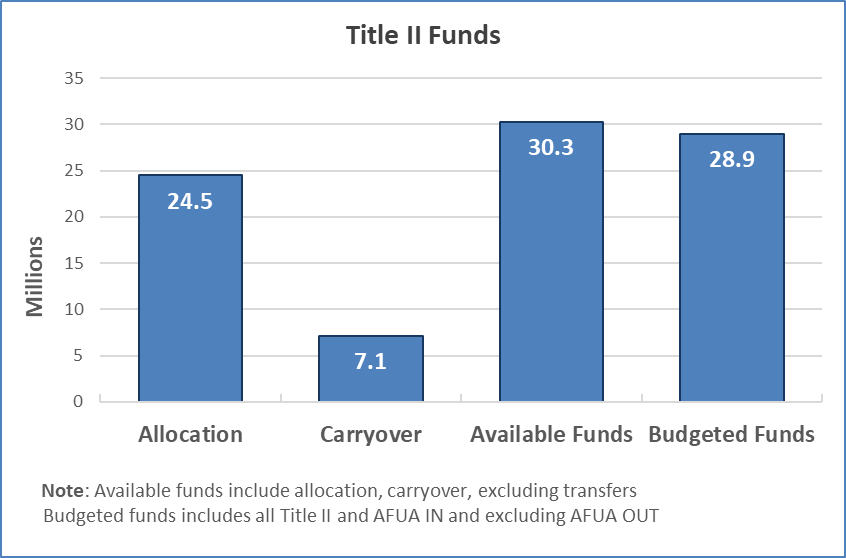 Title II Funds
35
30
25
20
15
10
5
0
Millions
24.5
7.1
30.3
28.9
Allocation
Carryover
Available Funds
Budgeted Funds
Note: Available funds include allocation, carryover, excluding transfers
Budgeted funds includes all Title II and AFUA IN and excluding AFUA OUT